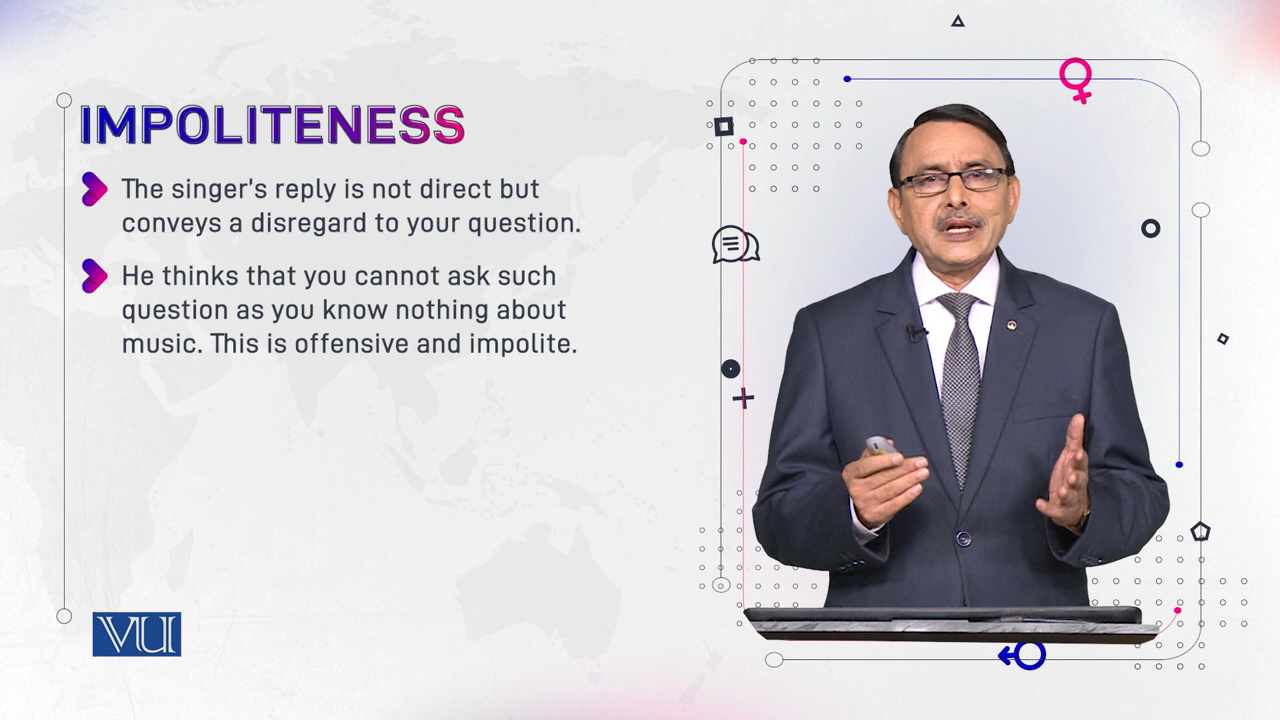 IMPOLITENESS
The singer's reply is not direct but
conveys a disregard to your question.
He thinks that you cannot ask such
question as you know nothing about
music. This is offensive and impolite.
VU